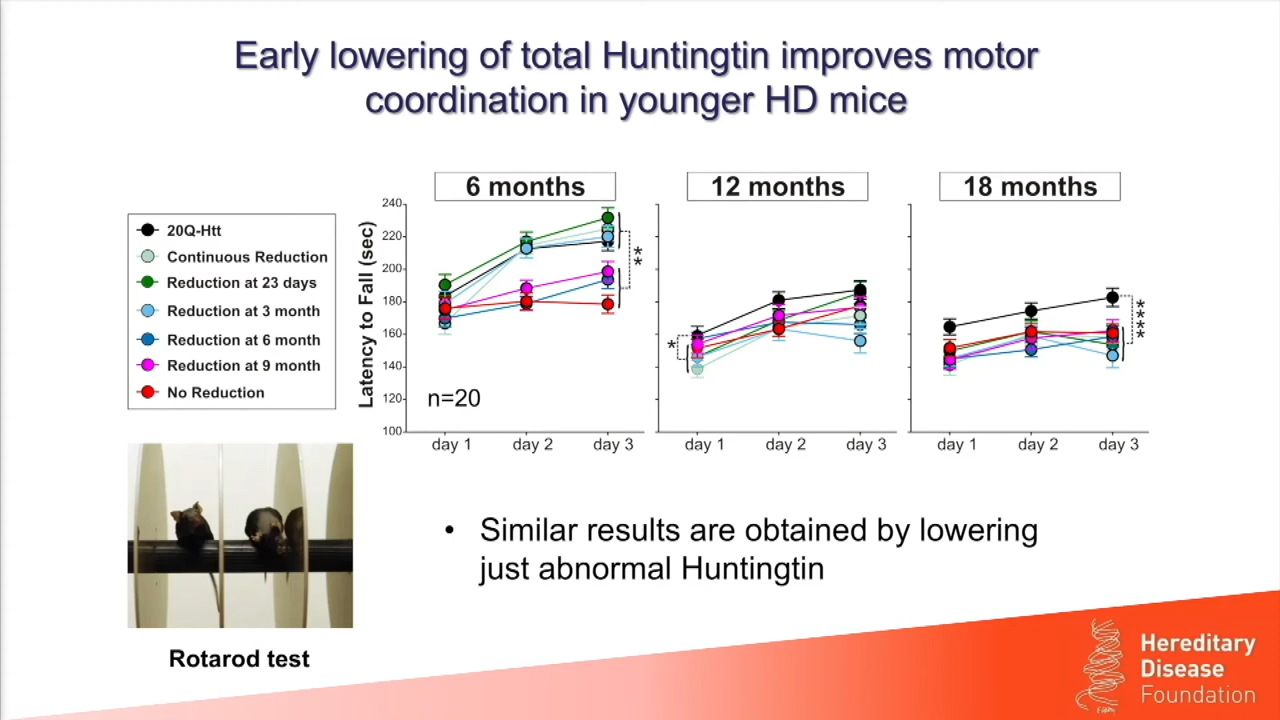 Early lowering of total Huntingtin improves motor
coordination in younger HD mice
20Q-Htt
Continuous Reduction
Reduction at 23 days
Reduction at 3 month
Reduction at 6 month
Reduction at 9 month
No Reduction
Latency to Fall (sec)
240
220
200
180
160
140
120
100
6 months
**
n=20
day 1 day 2 day 3
12 months
*
day 1 day 2 day 3
18 months
****
day 1 day 2 day 3
Rotarod test
• Similar results are obtained by lowering
just abnormal Huntingtin
Hereditary
Disease
Foundation